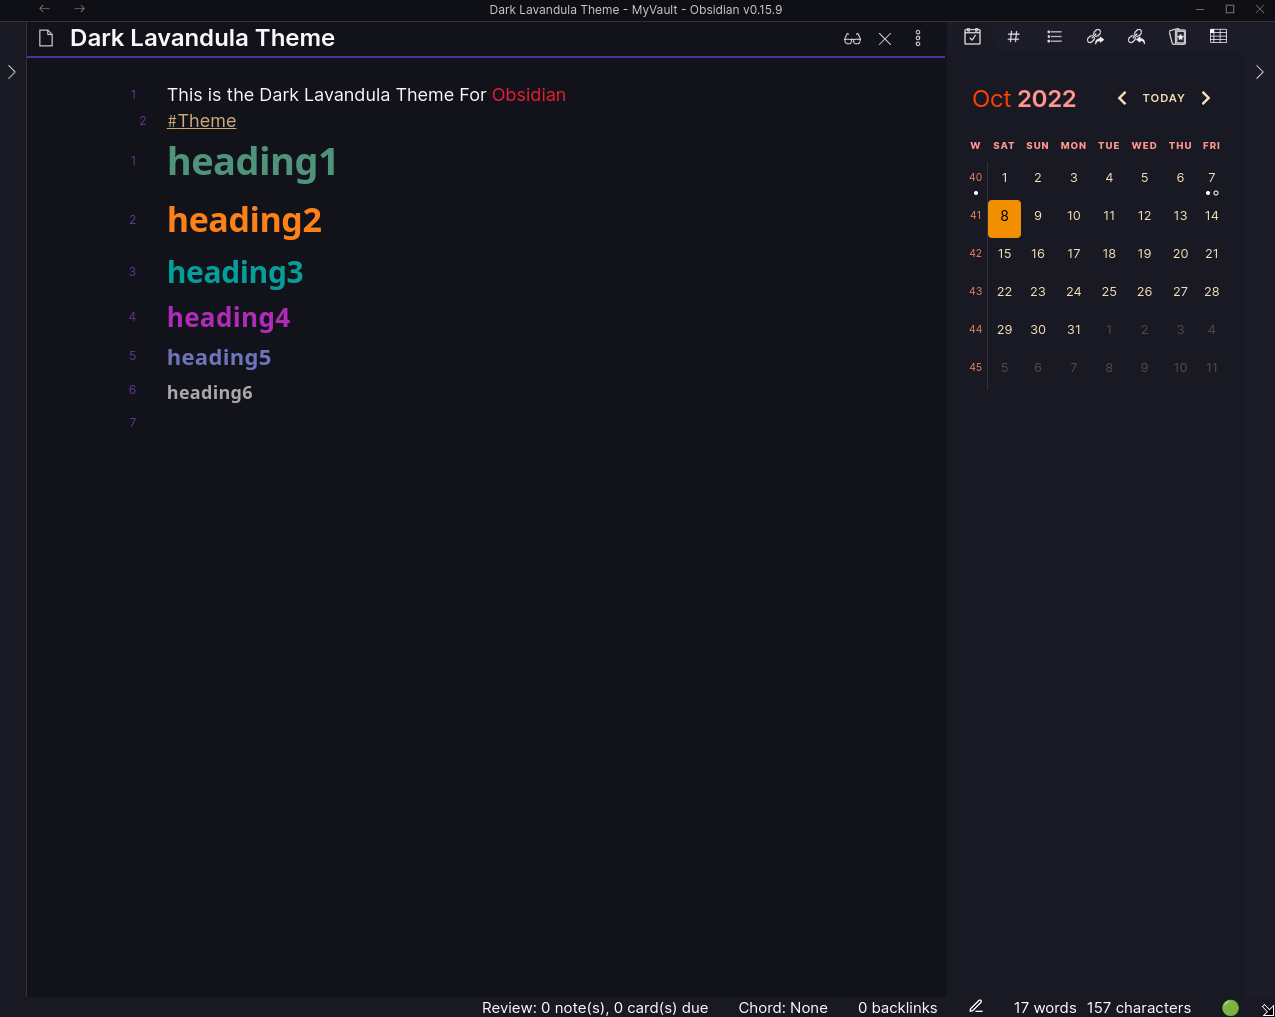 Dark Lavandula Theme - MyVault - Obsidian v0.15.9
Dark Lavandula Theme
1 This is the Dark Lavandula Theme For Obsidian
2 #Theme
1 heading1
2 heading2
3 heading3
4 heading4
5 heading5
6 heading6
7
Oct 2022 TODAY
W SAT SUN MON TUE WED THU FRI
40 1 2 3 4 5 6 7
41 8 9 10 11 12 13 14
42 15 16 17 18 19 20 21
43 22 23 24 25 26 27 28
44 29 30 31 1 2 3 4
45 5 6 7 8 9 10 11
Review: 0 note(s), 0 card(s) due Chord: None 0 backlinks 17 words 157 characters